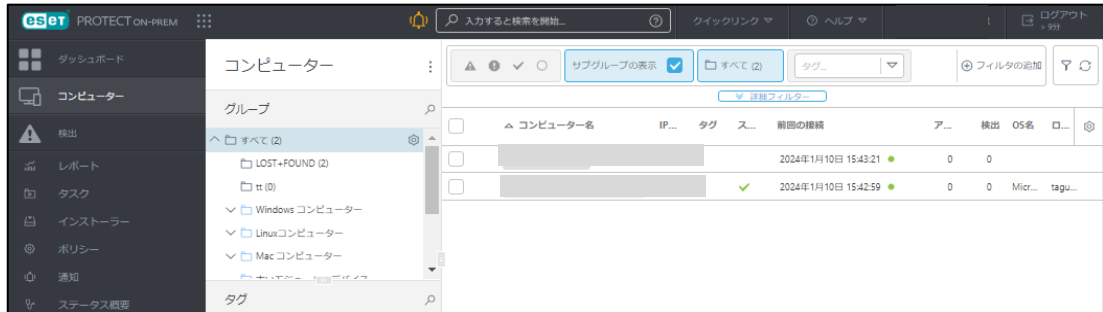 eset PROTECT ON-PREM
入力すると検索を開始...
クイックリンク
ヘルプ
ログアウト
> 9分
ダッシュボード
コンピューター
検出
レポート
タスク
インストーラー
ポリシー
通知
ステータス概要
コンピューター
グループ
すべて (2)
LOST+FOUND (2)
tt (0)
Windows コンピューター
Linuxコンピューター
Mac コンピューター
タグ
サブグループの表示
すべて (2)
タグ...
フィルタの追加
詳細フィルター
コンピューター名 IP... タグ ス... 前回の接続 ア... 検出 OS名 ロ...
2024年1月10日 15:43:21 0 0
2024年1月10日 15:42:59 0 0 Micr... tagu...